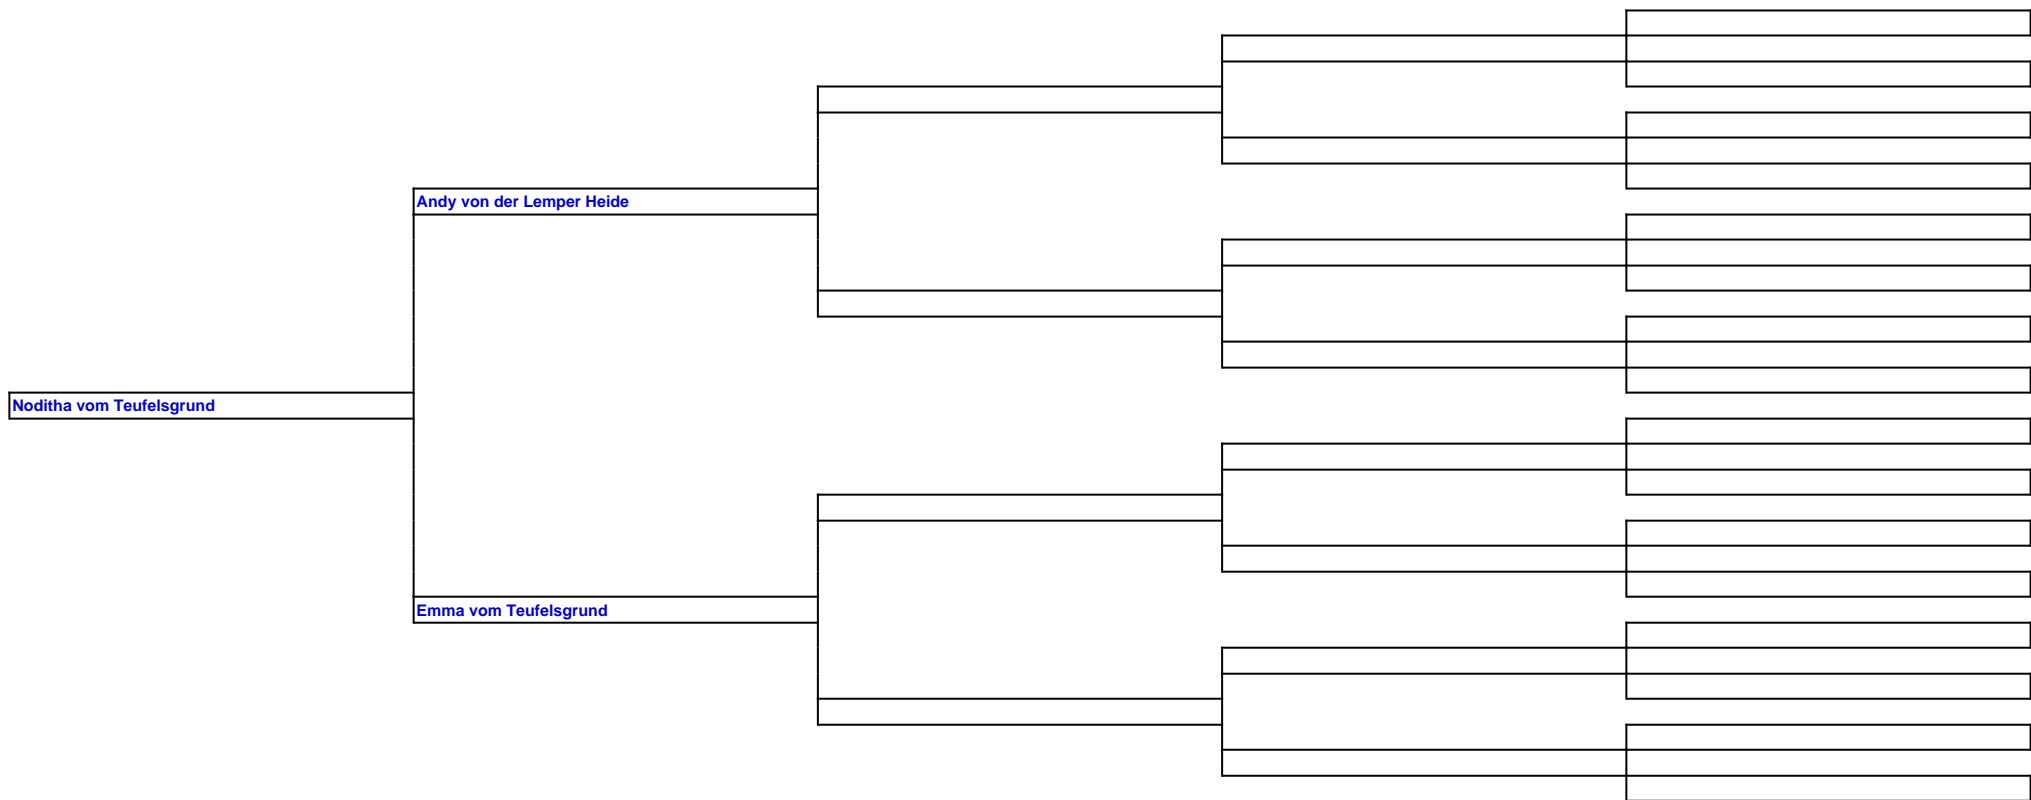 Andy von der Lemper Heide
Noditha vom Teufelsgrund
Emma vom Teufelsgrund